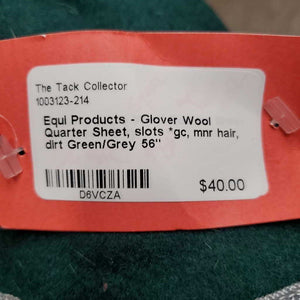 The Tack Collector
1003123-214
Equi Products - Glover Wool
Quarter Sheet, slots *gc, mnr hair,
dirt Green/Grey 56"
D6VCZA
$40.00